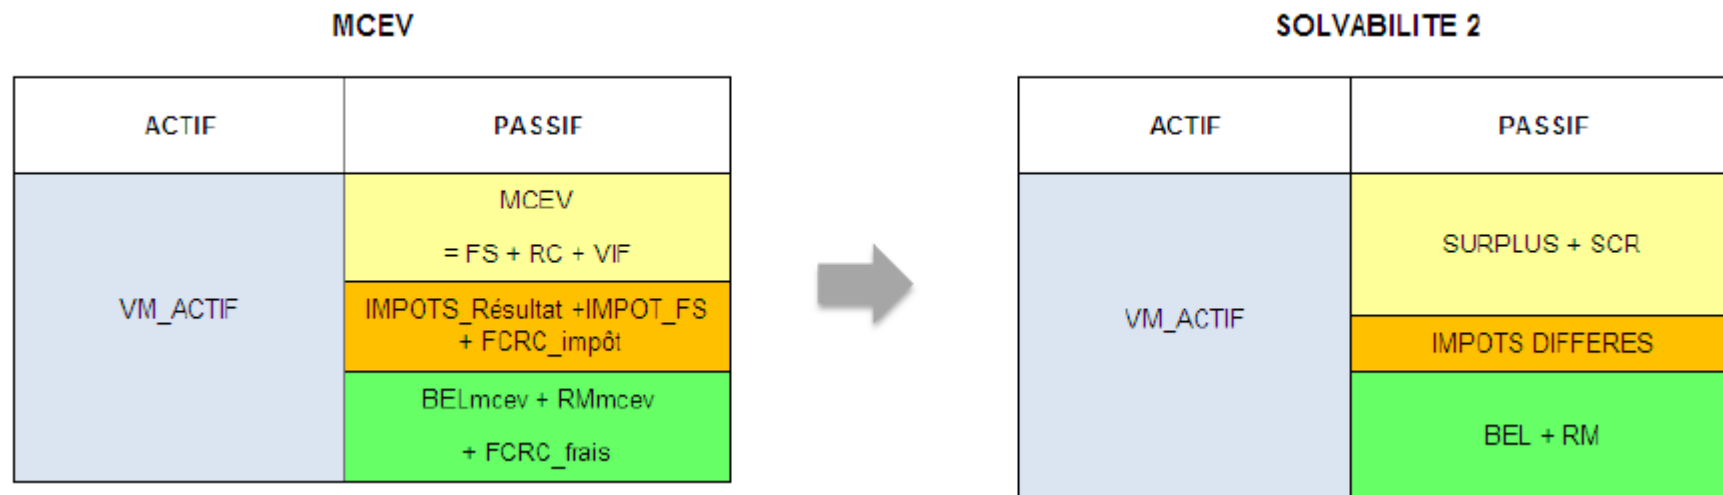 MCEV
ACTIF
PASSIF
VM_ACTIF
MCEV
= FS + RC + VIF
IMPOTS_Résultat +IMPOT_FS
+ FCRC_impôt
BELmcev + RMmcev
+ FCRC_frais
SOLVABILITE 2
ACTIF
PASSIF
VM_ACTIF
SURPLUS + SCR
IMPOTS DIFFERES
BEL + RM